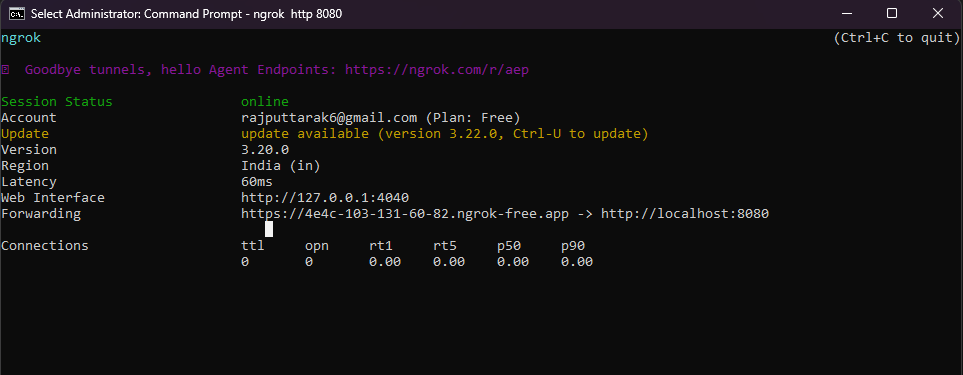 Select Administrator: Command Prompt - ngrok http 8080
ngrok (Ctrl+C to quit)
Goodbye tunnels, hello Agent Endpoints: https://ngrok.com/r/aep
Session Status online
Account rajputtarak6@gmail.com (Plan: Free)
Update update available (version 3.22.0, Ctrl-U to update)
Version 3.20.0
Region India (in)
Latency 60ms
Web Interface http://127.0.0.1:4040
Forwarding https://4e4c-103-131-60-82.ngrok-free.app -> http://localhost:8080
Connections ttl opn rt1 rt5 p50 p90
0 0 0.00 0.00 0.00 0.00